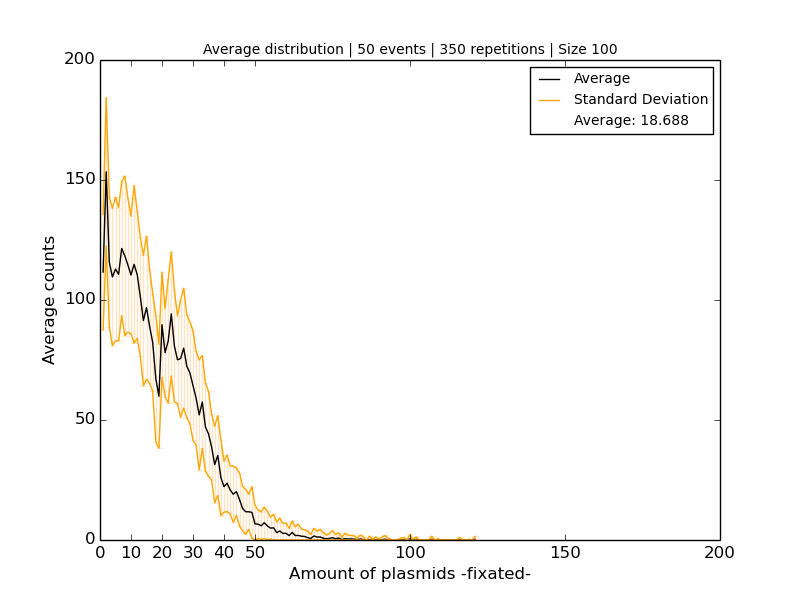 Average distribution | 50 events | 350 repetitions | Size 100
Average
Standard Deviation
Average: 18.688
200
150
100
50
0
Average counts
0 10 20 30 40 50 100 150 200
Amount of plasmids -fixated-